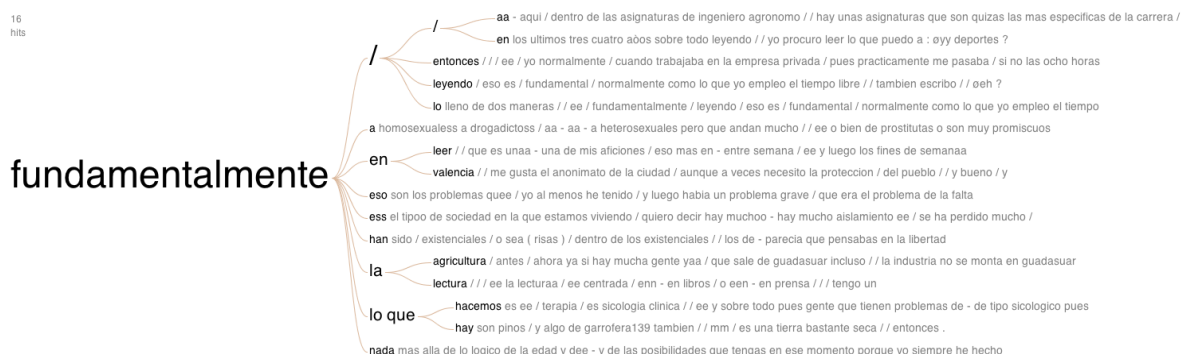 16
hits
fundamentalmente
/
/
aa - aqui / dentro de las asignaturas de ingeniero agronomo / / hay unas asignaturas que son quizas las mas especificas de la carrera /
en los ultimos tres cuatro aòos sobre todo leyendo / / yo procuro leer lo que puedo a : øyy deportes ?
entonces / / / ee / yo normalmente / cuando trabajaba en la empresa privada / pues practicamente me pasaba / si no las ocho horas
leyendo / eso es / fundamental / normalmente como lo que yo empleo el tiempo libre / / tambien escribo / / øeh ?
lo lleno de dos maneras / / ee / fundamentalmente / leyendo / eso es / fundamental / normalmente como lo que yo empleo el tiempo
a homosexualess a drogadictoss / aa - aa - a heterosexuales pero que andan mucho / / ee o bien de prostitutas o son muy promiscuos
en
leer / / que es unaa - una de mis aficiones / eso mas en - entre semana / ee y luego los fines de semanaa
valencia / / me gusta el anonimato de la ciudad / aunque a veces necesito la proteccion / del pueblo / / y bueno / y
eso son los problemas quee / yo al menos he tenido / y luego habia un problema grave / que era el problema de la falta
ess el tipoo de sociedad en la que estamos viviendo / quiero decir hay muchoo - hay mucho aislamiento ee / se ha perdido mucho /
han sido / existenciales / o sea ( risas ) / dentro de los existenciales / / los de - parecia que pensabas en la libertad
la
agricultura / antes / ahora ya si hay mucha gente yaa / que sale de guadasuar incluso / / la industria no se monta en guadasuar
lectura / / / ee la lecturaa / ee centrada / enn - en libros / o een - en prensa / / / tengo un
lo que
hacemos es ee / terapia / es sicologia clinica / / ee y sobre todo pues gente que tienen problemas de - de tipo sicologico pues
hay son pinos / y algo de garrofera139 tambien / / mm / es una tierra bastante seca / / entonces .
nada mas alla de lo logico de la edad y dee - y de las posibilidades que tengas en ese momento porque yo siempre he hecho